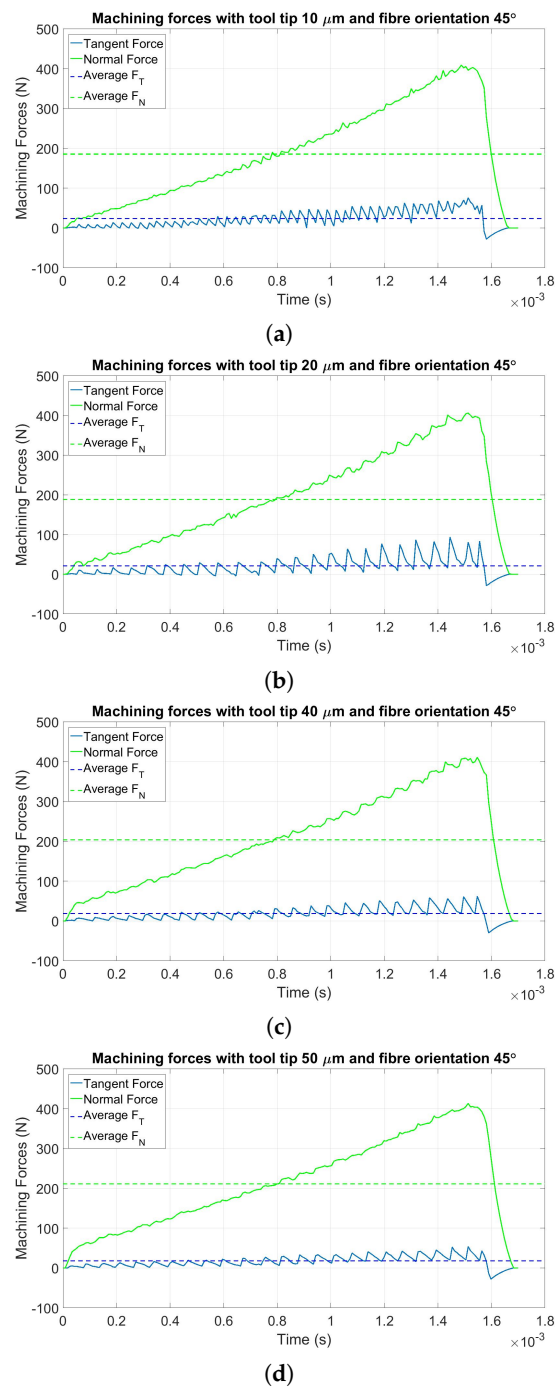 Machining forces with tool tip 10 μm and fibre orientation 45°
500
Tangent Force
Normal Force
Average F_T
Average F_N
400
300
200
100
0
-100
Machining Forces (N)
0 0.2 0.4 0.6 0.8 1 1.2 1.4 1.6 1.8
Time (s)
×10^-3
(a)
Machining forces with tool tip 20 μm and fibre orientation 45°
500
Tangent Force
Normal Force
Average F_T
Average F_N
400
300
200
100
0
-100
Machining Forces (N)
0 0.2 0.4 0.6 0.8 1 1.2 1.4 1.6 1.8
Time (s)
×10^-3
(b)
Machining forces with tool tip 40 μm and fibre orientation 45°
500
Tangent Force
Normal Force
Average F_T
Average F_N
400
300
200
100
0
-100
Machining Forces (N)
0 0.2 0.4 0.6 0.8 1 1.2 1.4 1.6 1.8
Time (s)
×10^-3
(c)
Machining forces with tool tip 50 μm and fibre orientation 45°
500
Tangent Force
Normal Force
Average F_T
Average F_N
400
300
200
100
0
-100
Machining Forces (N)
0 0.2 0.4 0.6 0.8 1 1.2 1.4 1.6 1.8
Time (s)
×10^-3
(d)